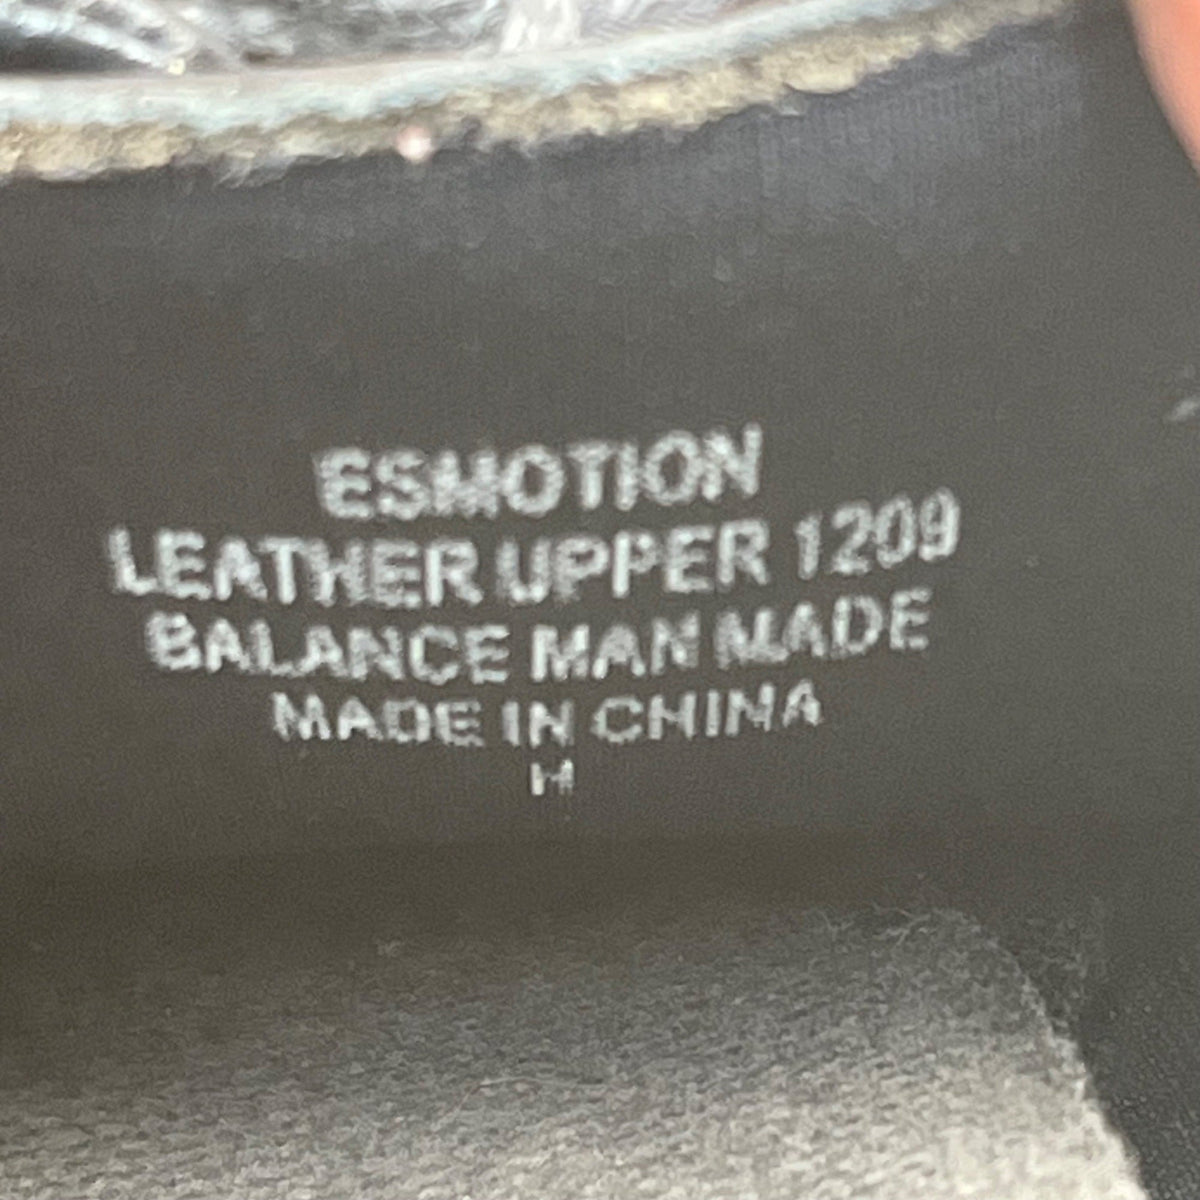 ESMOTION
LEATHER UPPER 1209
BALANCE MAN MADE
MADE IN CHINA
H